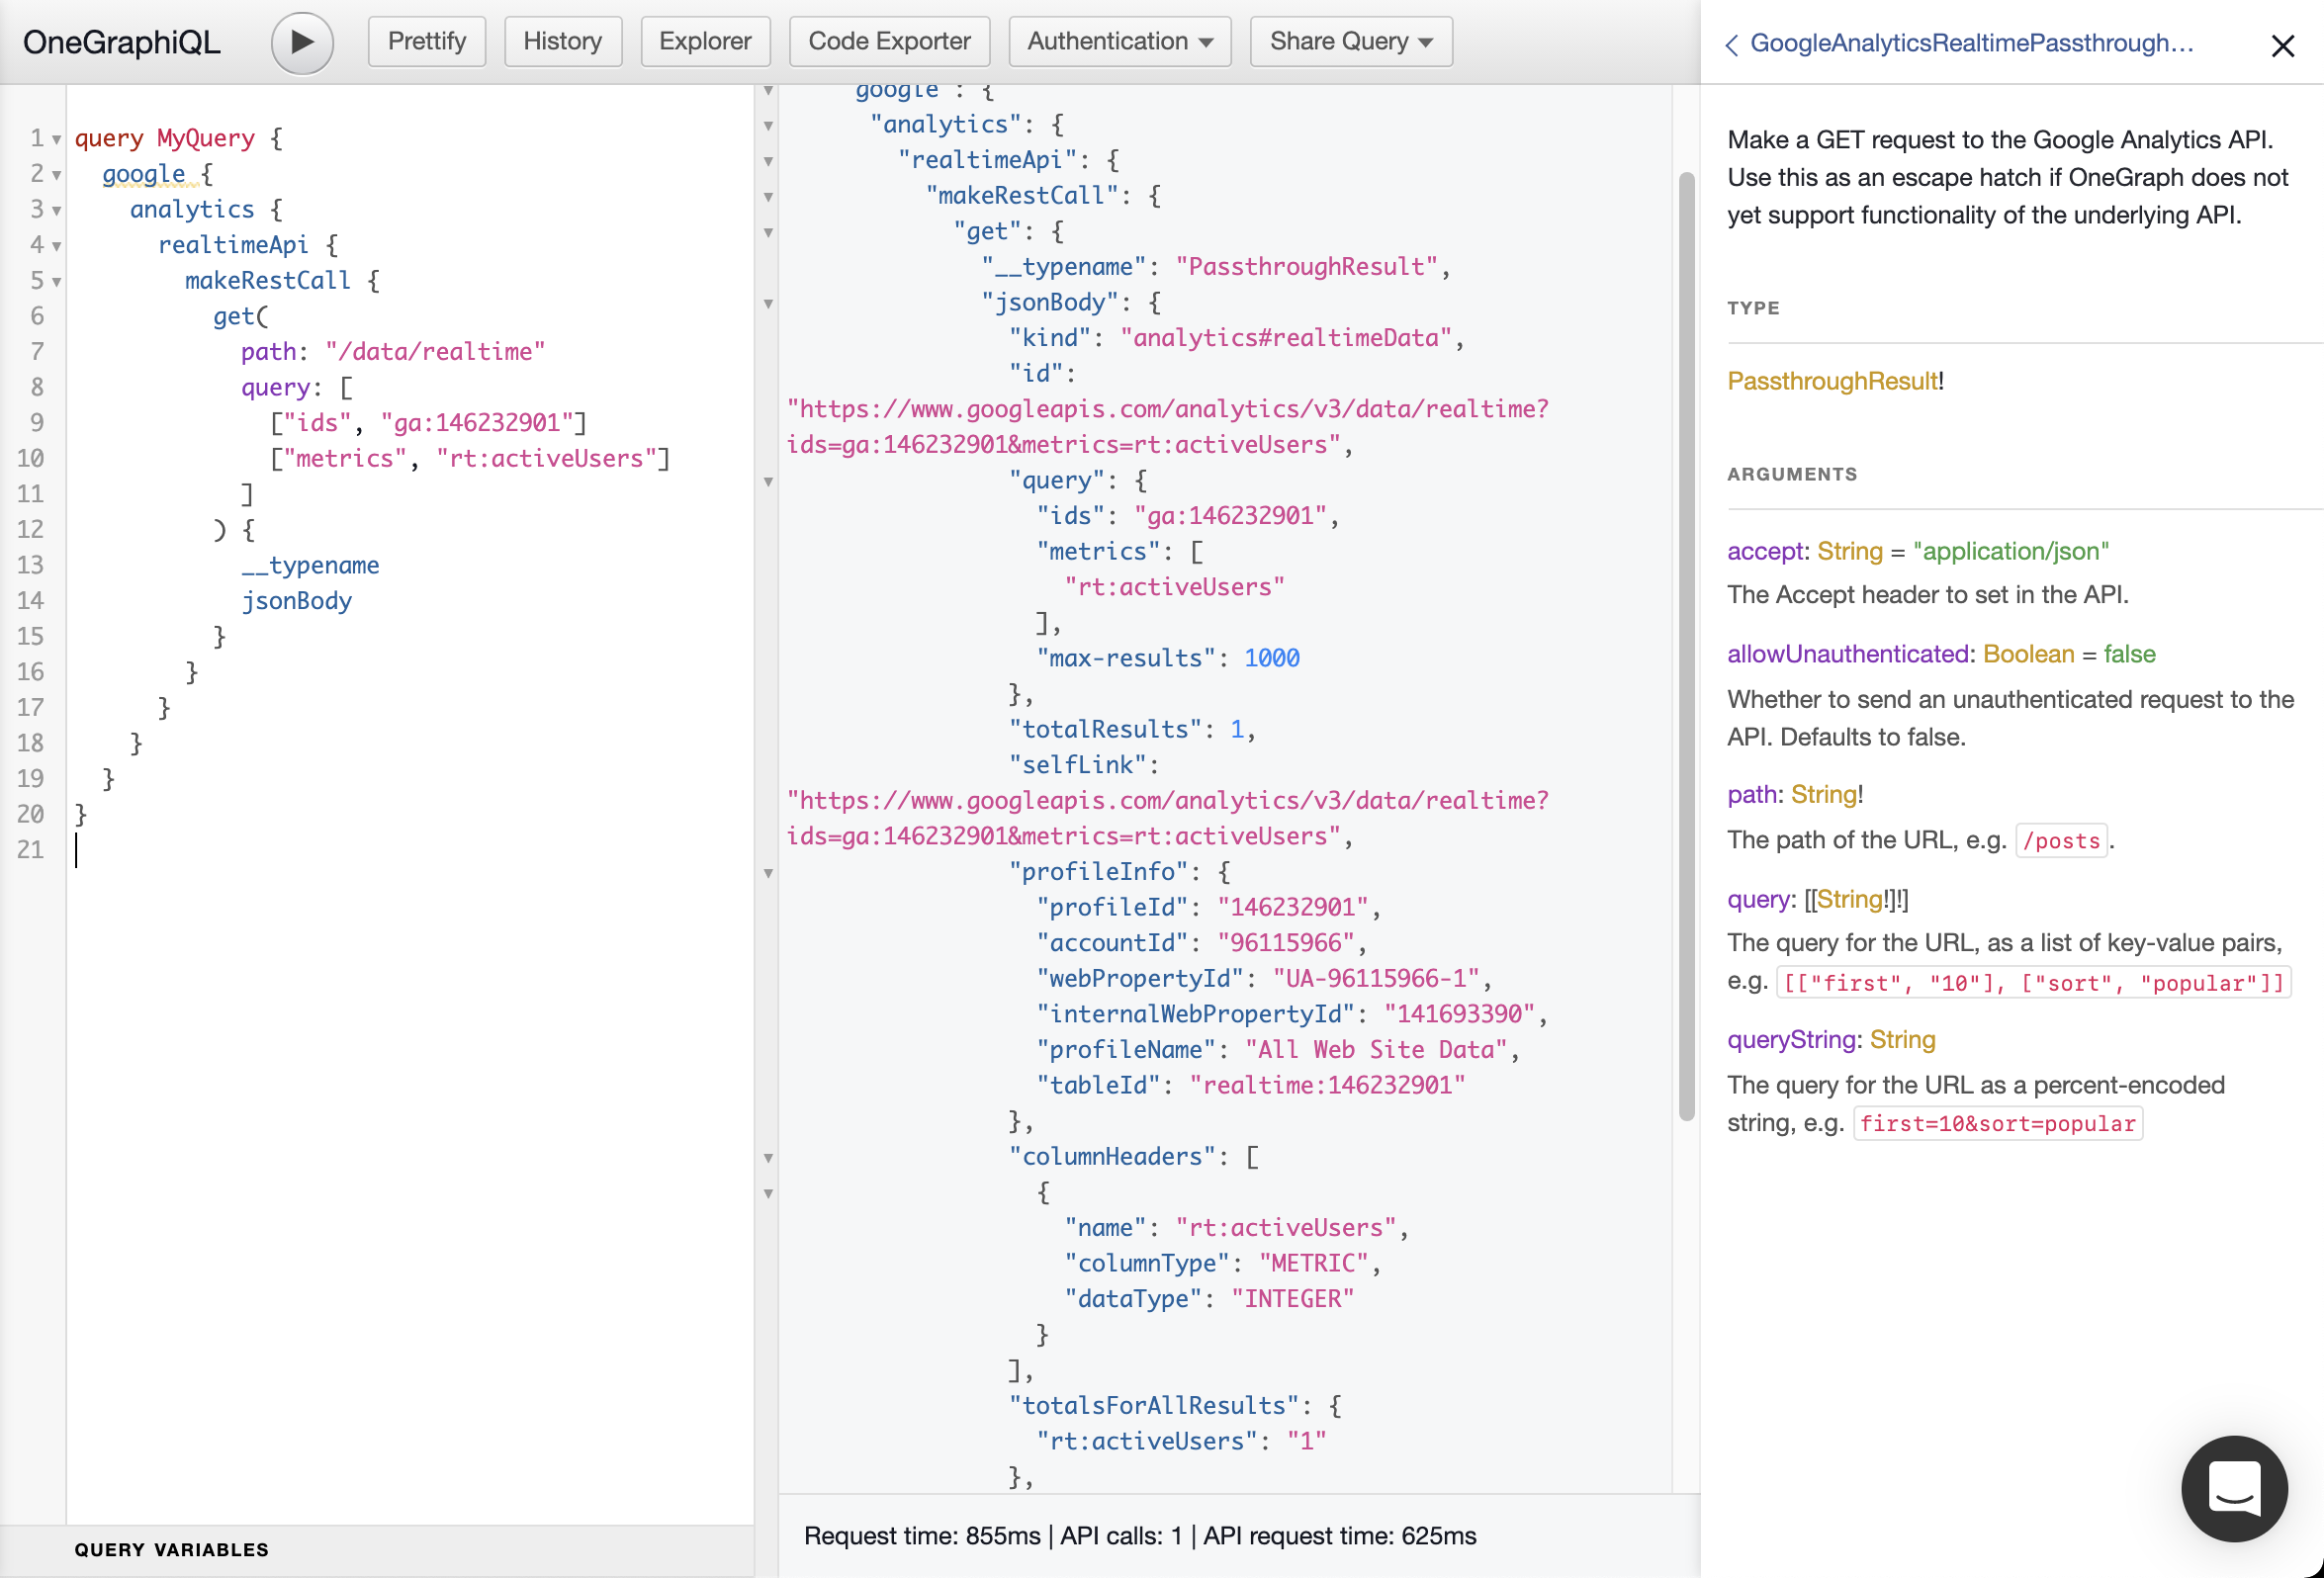 OneGraphiQL
Prettify
History
Explorer
Code Exporter
Authentication
Share Query
1 query MyQuery {
2 google {
3 analytics {
4 realtimeApi {
5 makeRestCall {
6 get(
7 path: "/data/realtime"
8 query: [
9 ["ids", "ga:146232901"]
10 ["metrics", "rt:activeUsers"]
11 ]
12 ) {
13 __typename
14 jsonBody
15 }
16 }
17 }
18 }
19 }
20 }
21
QUERY VARIABLES
google": {
"analytics": {
"realtimeApi": {
"makeRestCall": {
"get": {
"__typename": "PassthroughResult",
"jsonBody": {
"kind": "analytics#realtimeData",
"id":
"https://www.googleapis.com/analytics/v3/data/realtime?
ids=ga:146232901&metrics=rt:activeUsers",
"query": {
"ids": "ga:146232901",
"metrics": [
"rt:activeUsers"
],
"max-results": 1000
},
"totalResults": 1,
"selfLink":
"https://www.googleapis.com/analytics/v3/data/realtime?
ids=ga:146232901&metrics=rt:activeUsers",
"profileInfo": {
"profileId": "146232901",
"accountId": "96115966",
"webPropertyId": "UA-96115966-1",
"internalWebPropertyId": "141693390",
"profileName": "All Web Site Data",
"tableId": "realtime:146232901"
},
"columnHeaders": [
{
"name": "rt:activeUsers",
"columnType": "METRIC",
"dataType": "INTEGER"
}
],
"totalsForAllResults": {
"rt:activeUsers": "1"
},
Request time: 855ms | API calls: 1 | API request time: 625ms
GoogleAnalyticsRealtimePassthrough...
Make a GET request to the Google Analytics API.
Use this as an escape hatch if OneGraph does not
yet support functionality of the underlying API.
TYPE
PassthroughResult!
ARGUMENTS
accept: String = "application/json"
The Accept header to set in the API.
allowUnauthenticated: Boolean = false
Whether to send an unauthenticated request to the
API. Defaults to false.
path: String!
The path of the URL, e.g. /posts.
query: [[String!]!]
The query for the URL, as a list of key-value pairs,
e.g. [["first", "10"], ["sort", "popular"]]
queryString: String
The query for the URL as a percent-encoded
string, e.g. first=10&sort=popular